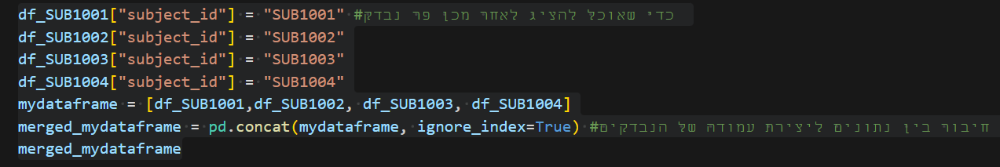 df_SUB1001["subject_id"] = "SUB1001" #כדי שאוכל להציג לאחר מכן פר נבדק
df_SUB1002["subject_id"] = "SUB1002"
df_SUB1003["subject_id"] = "SUB1003"
df_SUB1004["subject_id"] = "SUB1004"
mydataframe = [df_SUB1001,df_SUB1002, df_SUB1003, df_SUB1004]
merged_mydataframe = pd.concat(mydataframe, ignore_index=True) #חיבור בין נתונים ליצירת עמודה של הנבדקים
merged_mydataframe